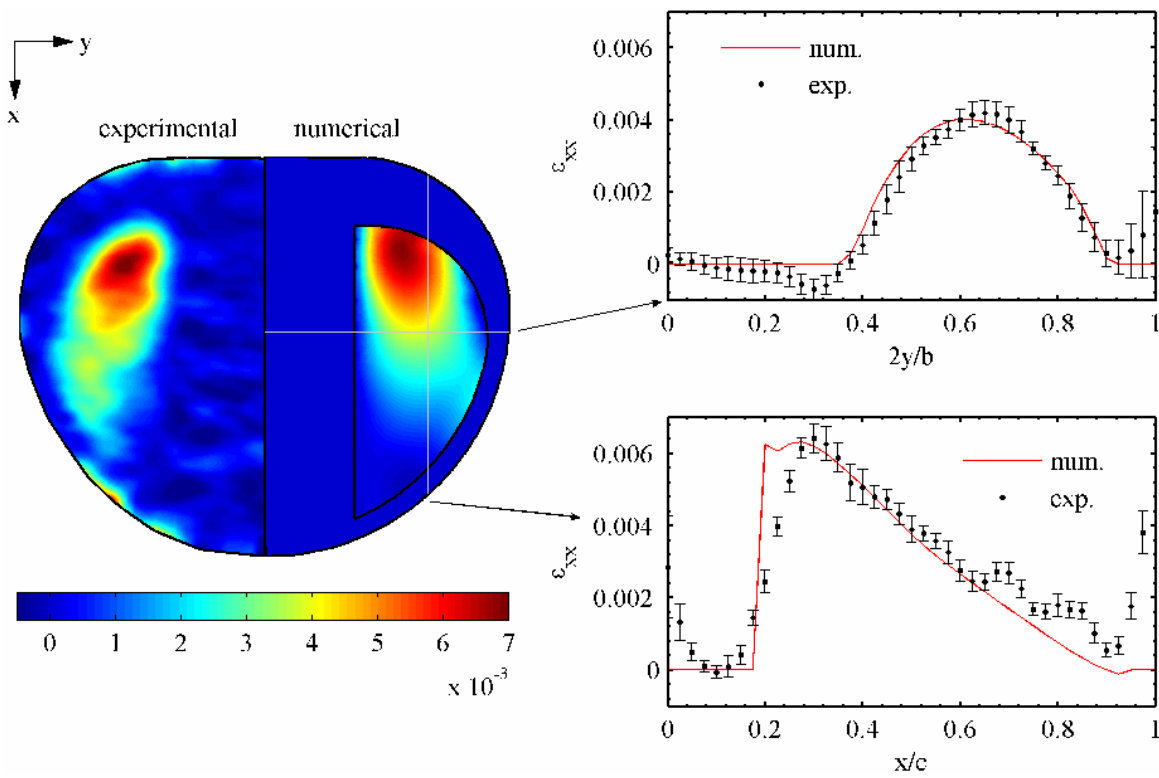 y
x
experimental numerical
0 1 2 3 4 5 6 7
x 10⁻³
0.006
0.004
0.002
0
εxx
num.
exp.
0 0.2 0.4 0.6 0.8 1
2y/b
0.006
0.004
0.002
0
εxx
num.
exp.
0 0.2 0.4 0.6 0.8 1
x/c